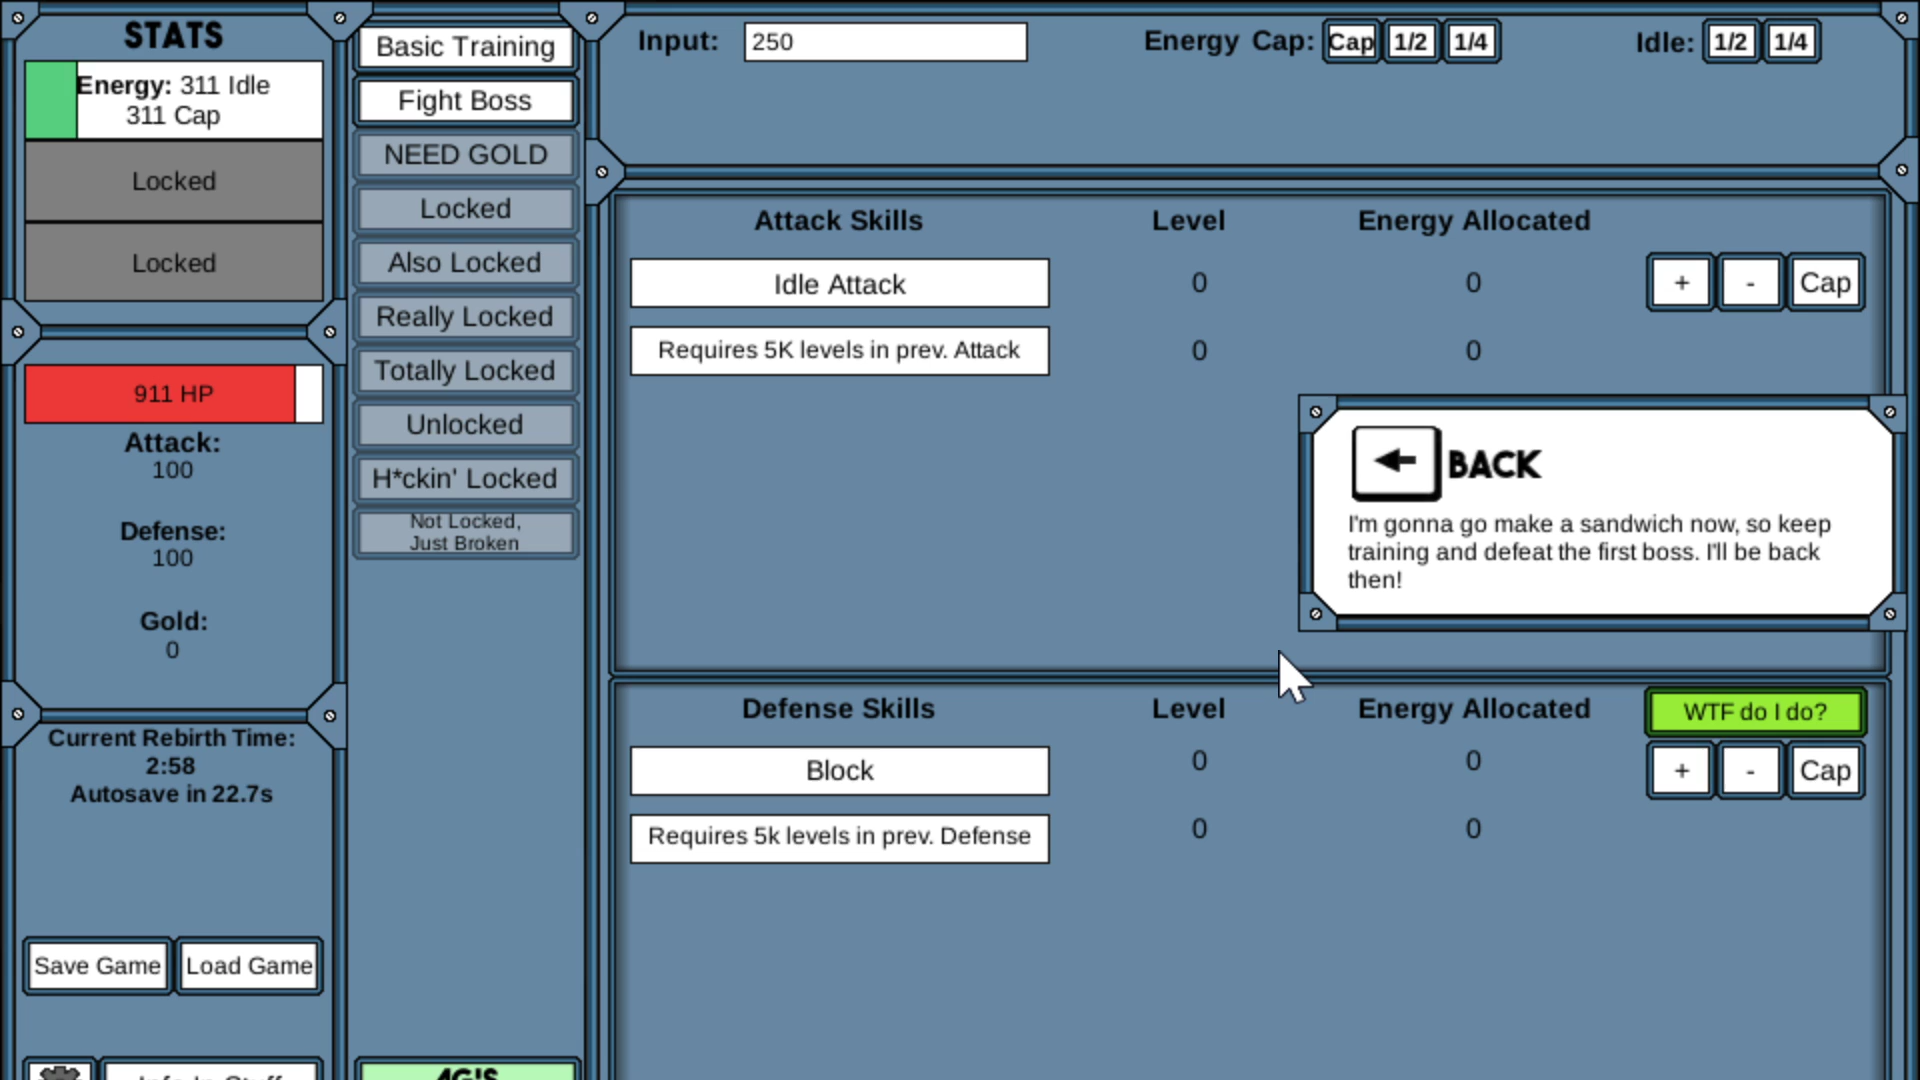 STATS
Energy: 311 Idle
311 Cap
Locked
Locked
911 HP
Attack:
100
Defense:
100
Gold:
0
Current Rebirth Time:
2:58
Autosave in 22.7s
Save Game
Load Game
Basic Training
Fight Boss
NEED GOLD
Locked
Also Locked
Really Locked
Totally Locked
Unlocked
H*ckin' Locked
Not Locked,
Just Broken
Input: 250
Energy Cap: Cap 1/2 1/4
Idle: 1/2 1/4
Attack Skills Level Energy Allocated
Idle Attack 0 0 + - Cap
Requires 5K levels in prev. Attack 0 0
BACK
I'm gonna go make a sandwich now, so keep
training and defeat the first boss. I'll be back
then!
Defense Skills Level Energy Allocated
WTF do I do?
Block 0 0 + - Cap
Requires 5k levels in prev. Defense 0 0